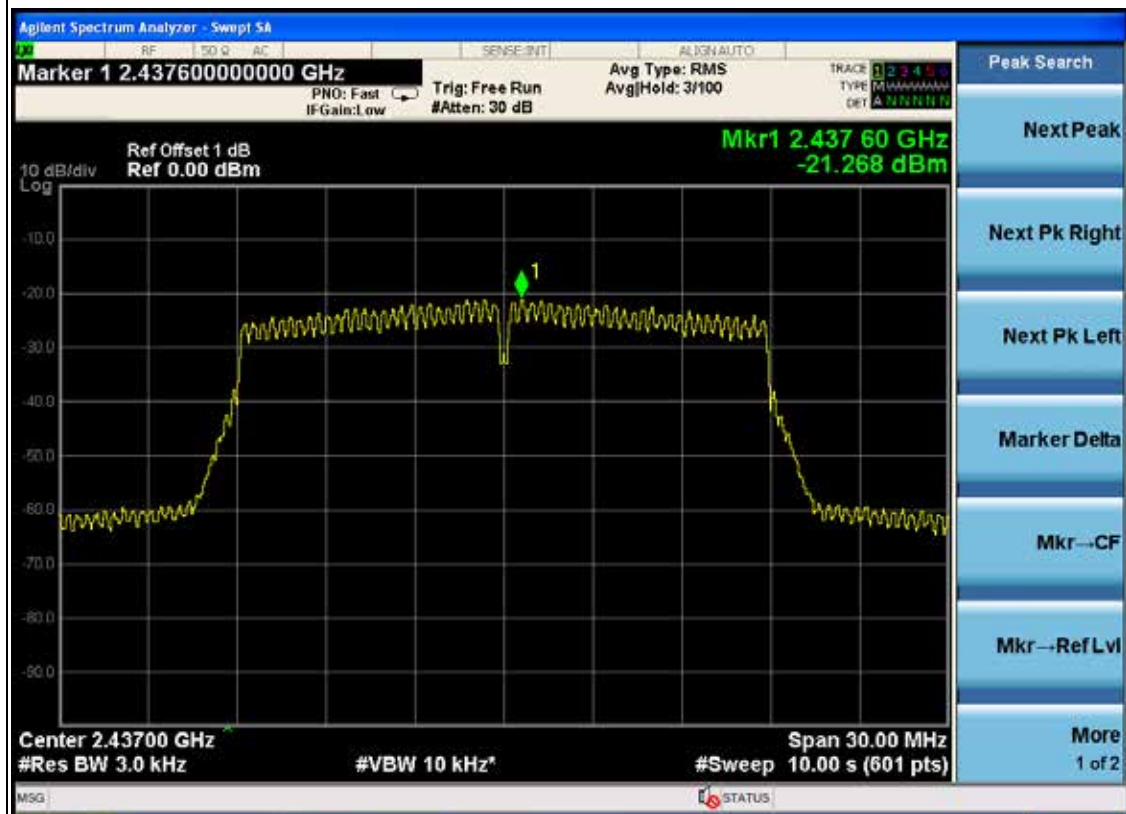 Agilent Spectrum Analyzer - Swept SA
RF 50 Ω AC SENSE:INT ALIGNAUTO
Marker 1 2.437600000000 GHz
PNO: Fast
IFGain:Low
Trig: Free Run
#Atten: 30 dB
Avg Type: RMS
Avg|Hold: 3/100
TRACE 1 2 3 4 5 6
TYPE M
DET A N N N N N
Mkr1 2.437 60 GHz
-21.268 dBm
Ref Offset 1 dB
10 dB/div Ref 0.00 dBm
Log
-10.0
1
-20.0
-30.0
-40.0
-50.0
-60.0
-70.0
-80.0
-90.0
Center 2.43700 GHz Span 30.00 MHz
#Res BW 3.0 kHz #VBW 10 kHz* #Sweep 10.00 s (601 pts)
MSG STATUS
Peak Search
Next Peak
Next Pk Right
Next Pk Left
Marker Delta
Mkr→CF
Mkr→Ref Lvl
More
1 of 2